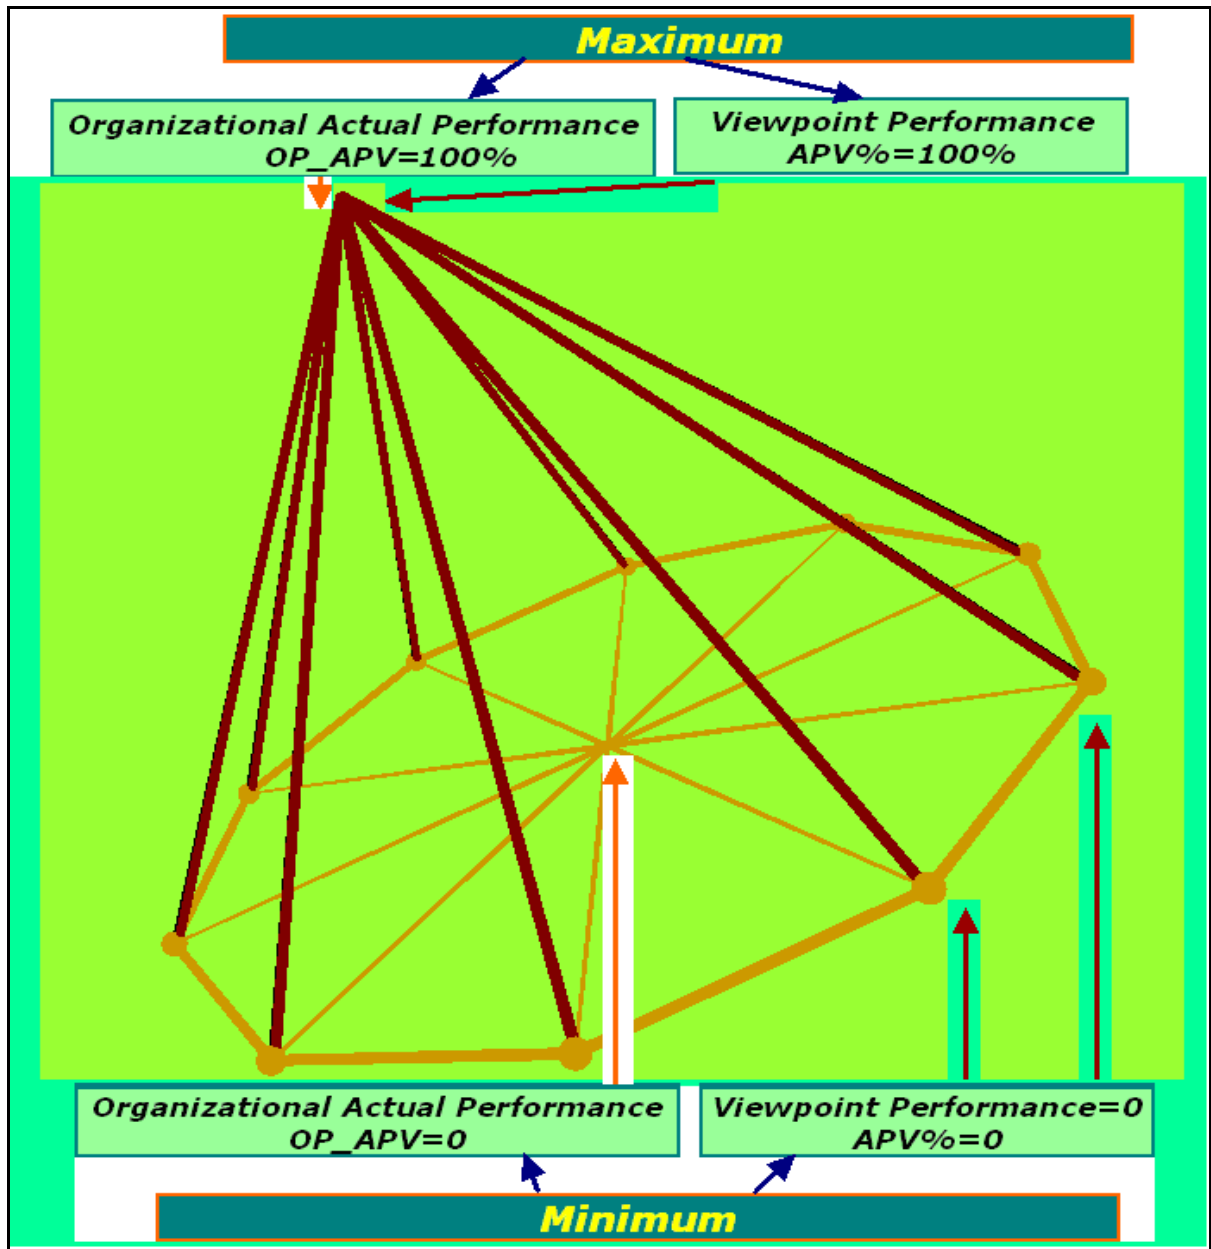 Maximum
Organizational Actual Performance
OP_APV=100%
Viewpoint Performance
APV%=100%
Organizational Actual Performance
OP_APV=0
Viewpoint Performance=0
APV%=0
Minimum